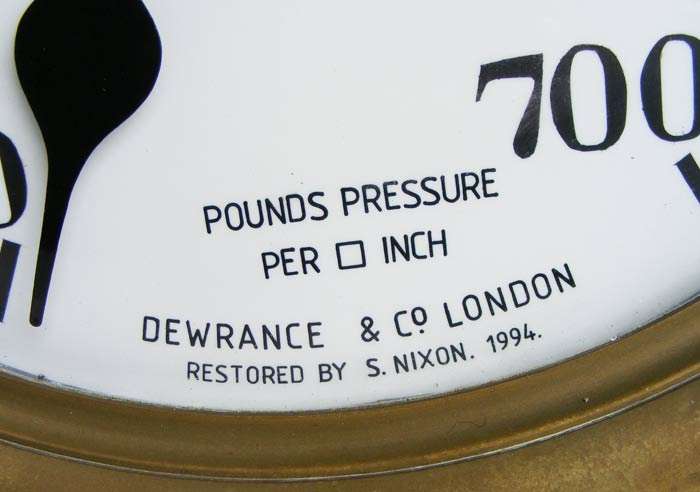 700
POUNDS PRESSURE
PER □ INCH
DEWRANCE & Cº LONDON
RESTORED BY S. NIXON. 1994.